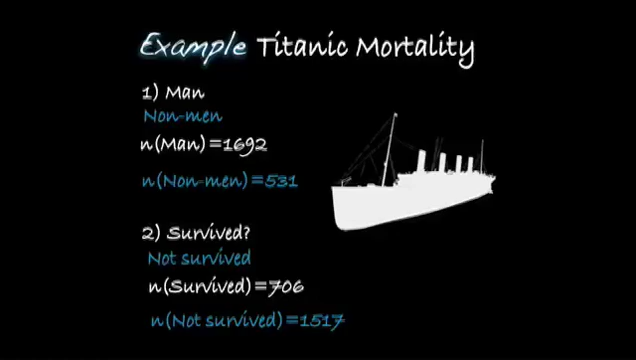 Example Titanic Mortality
1) Man
Non-men
n(Man)=1692
n(Non-men)=531
2) Survived?
Not survived
n(Survived)=706
n(Not survived)=1517